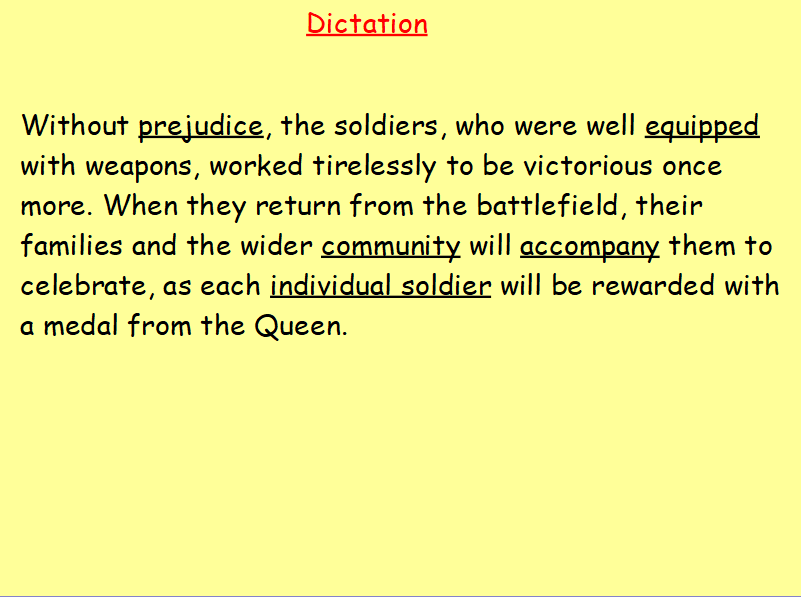 Dictation
Without prejudice, the soldiers, who were well equipped
with weapons, worked tirelessly to be victorious once
more. When they return from the battlefield, their
families and the wider community will accompany them to
celebrate, as each individual soldier will be rewarded with
a medal from the Queen.